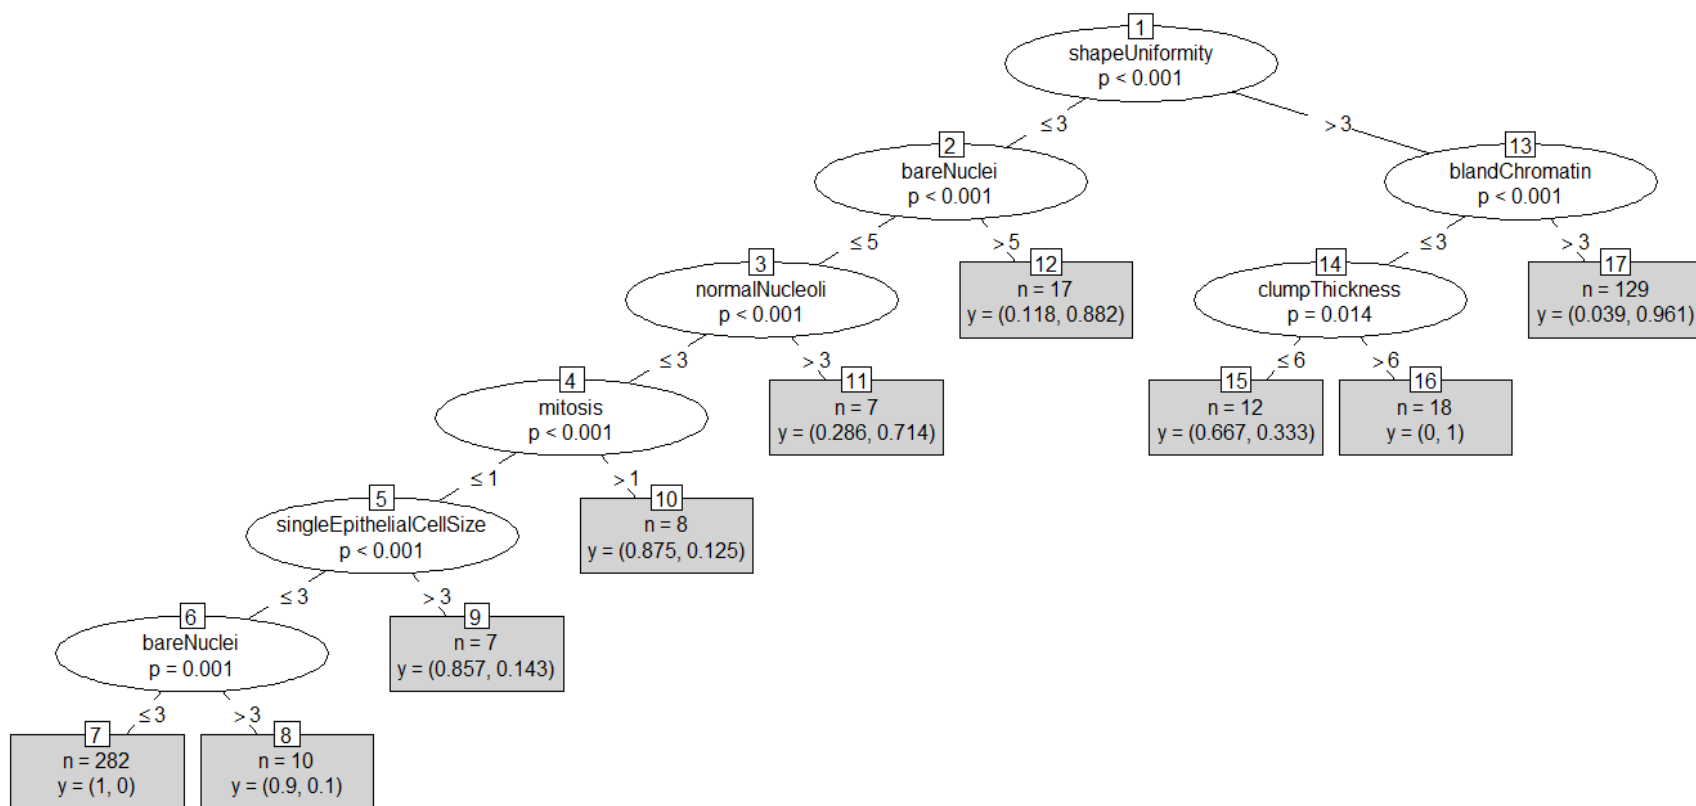 1
shapeUniformity
p < 0.001
≤ 3
> 3
2
bareNuclei
p < 0.001
13
blandChromatin
p < 0.001
≤ 5
> 5
≤ 3
> 3
3
normalNucleoli
p < 0.001
12
n = 17
y = (0.118, 0.882)
14
clumpThickness
p = 0.014
17
n = 129
y = (0.039, 0.961)
≤ 3
> 3
≤ 6
> 6
4
mitosis
p < 0.001
11
n = 7
y = (0.286, 0.714)
15
n = 12
y = (0.667, 0.333)
16
n = 18
y = (0, 1)
≤ 1
> 1
5
singleEpithelialCellSize
p < 0.001
10
n = 8
y = (0.875, 0.125)
≤ 3
> 3
6
bareNuclei
p = 0.001
9
n = 7
y = (0.857, 0.143)
≤ 3
> 3
7
n = 282
y = (1, 0)
8
n = 10
y = (0.9, 0.1)